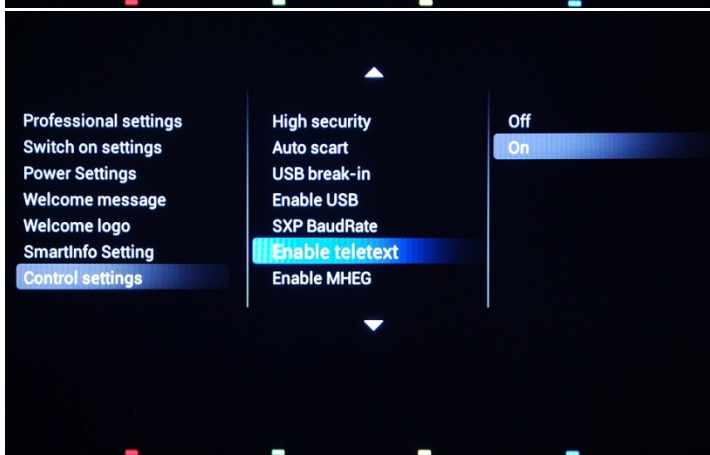 Professional settings
Switch on settings
Power Settings
Welcome message
Welcome logo
SmartInfo Setting
Control settings
High security
Auto scart
USB break-in
Enable USB
SXP BaudRate
Enable teletext
Enable MHEG
Off
On